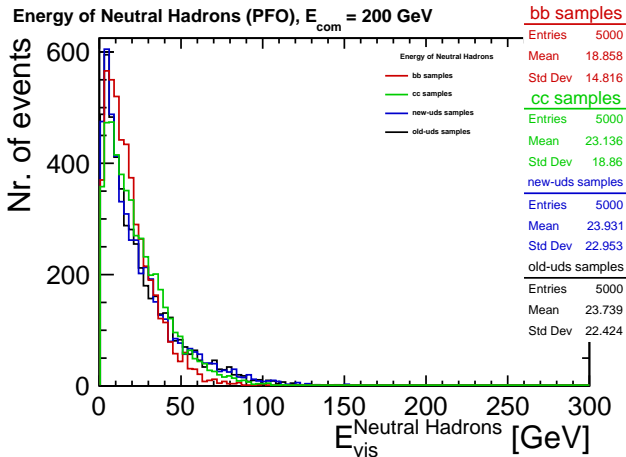 Energy of Neutral Hadrons (PFO), E_com = 200 GeV
Nr. of events
600
400
200
0
0 50 100 150 200 250 300
E_vis^Neutral Hadrons [GeV]
Energy of Neutral Hadrons
bb samples
cc samples
new-uds samples
old-uds samples
bb samples
Entries 5000
Mean 18.858
Std Dev 14.816
cc samples
Entries 5000
Mean 23.136
Std Dev 18.86
new-uds samples
Entries 5000
Mean 23.931
Std Dev 22.953
old-uds samples
Entries 5000
Mean 23.739
Std Dev 22.424